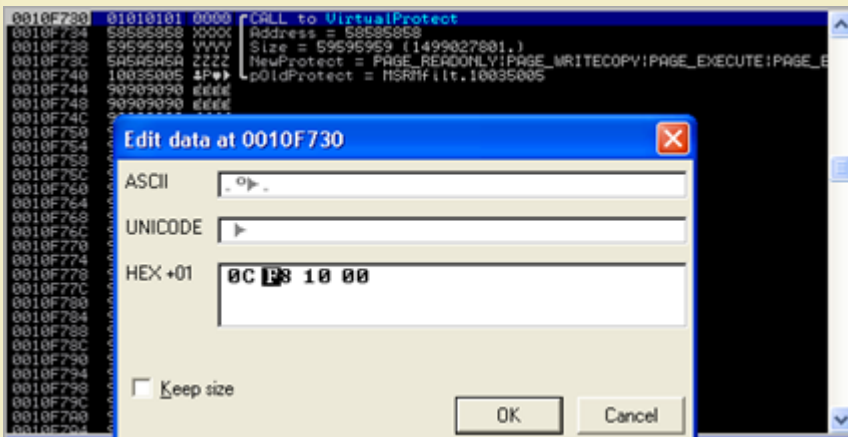 0010F730 01010101 0000 CALL to VirtualProtect
0010F734 58585858 XXXX Address = 58585858
0010F738 59595959 YYYY Size = 59595959 (1499027801.)
0010F73C 5A5A5A5A ZZZZ NewProtect = PAGE_READONLY|PAGE_WRITECOPY|PAGE_EXECUTE|PAGE_E
0010F740 10035005 pOldProtect = MSRMfilt.10035005
0010F744 90909090 éééé
0010F748 90909090 éééé
0010F74C
0010F750
0010F754
0010F758
0010F75C
0010F760
0010F764
0010F768
0010F76C
0010F770
0010F774
0010F778
0010F77C
0010F780
0010F784
0010F788
0010F78C
0010F790
0010F794
0010F798
0010F79C
0010F7A0
Edit data at 0010F730
ASCII
UNICODE
HEX +01 0C F8 10 00
Keep size
OK Cancel